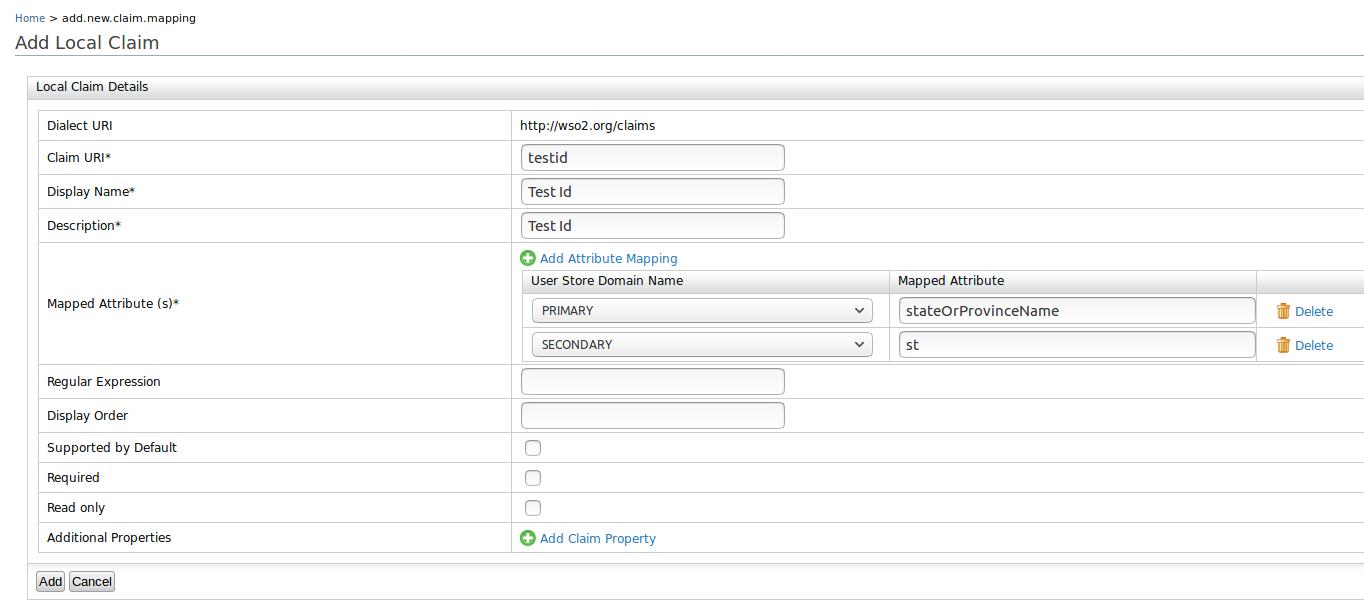 Home > add.new.claim.mapping
Add Local Claim
Local Claim Details
Dialect URI http://wso2.org/claims
Claim URI* testid
Display Name* Test Id
Description* Test Id
Add Attribute Mapping
User Store Domain Name Mapped Attribute
Mapped Attribute (s)*
PRIMARY stateOrProvinceName Delete
SECONDARY st Delete
Regular Expression
Display Order
Supported by Default
Required
Read only
Additional Properties Add Claim Property
Add Cancel